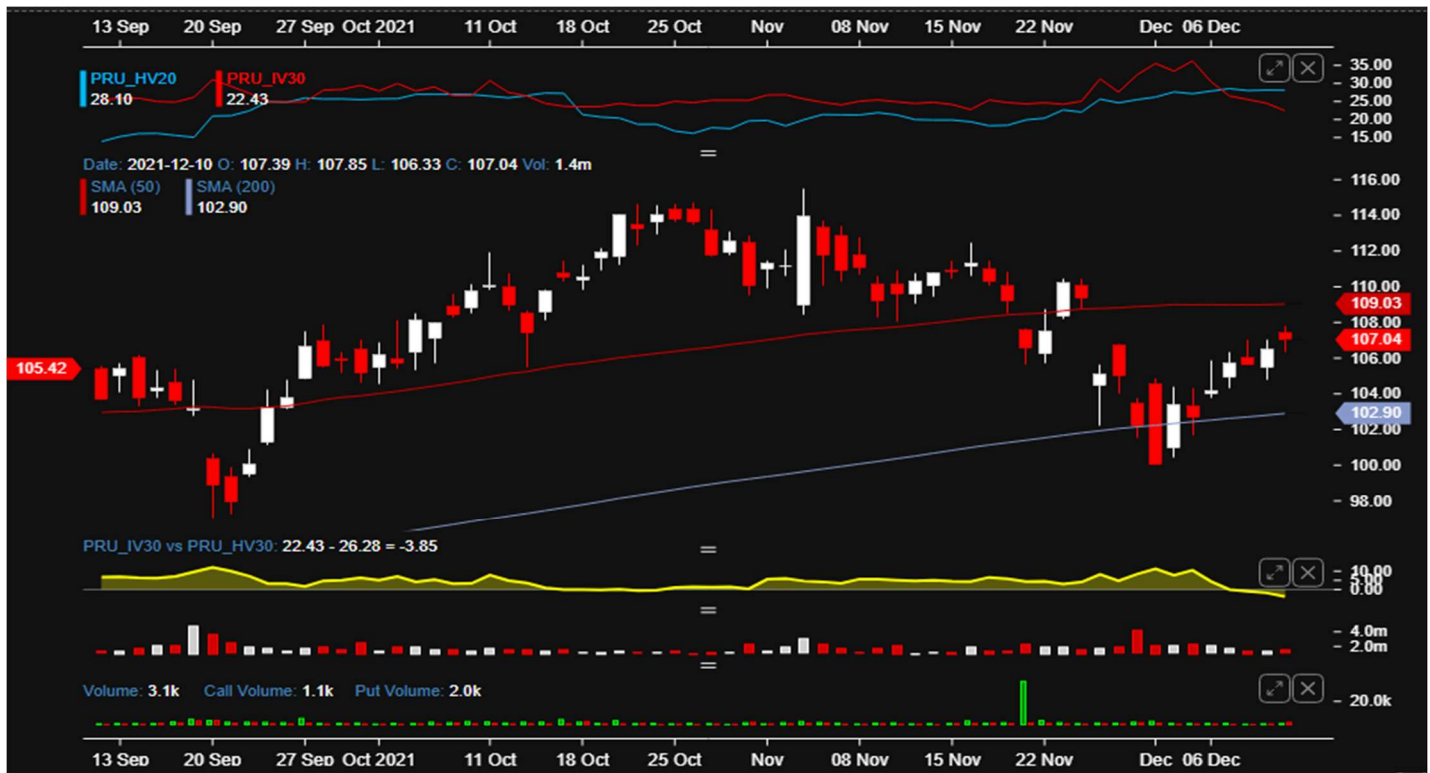 13 Sep 20 Sep 27 Sep Oct 2021 11 Oct 18 Oct 25 Oct Nov 08 Nov 15 Nov 22 Nov Dec 06 Dec
PRU_HV20 PRU_IV30
28.10 22.43
35.00
30.00
25.00
20.00
15.00
Date: 2021-12-10 O: 107.39 H: 107.85 L: 106.33 C: 107.04 Vol: 1.4m
SMA (50) SMA (200)
109.03 102.90
116.00
114.00
112.00
110.00
109.03
108.00
107.04
106.00
105.42
104.00
102.90
102.00
100.00
98.00
PRU_IV30 vs PRU_HV30: 22.43 - 26.28 = -3.85
10.00
5.00
0.00
4.0m
2.0m
Volume: 3.1k Call Volume: 1.1k Put Volume: 2.0k
20.0k
13 Sep 20 Sep 27 Sep Oct 2021 11 Oct 18 Oct 25 Oct Nov 08 Nov 15 Nov 22 Nov Dec 06 Dec